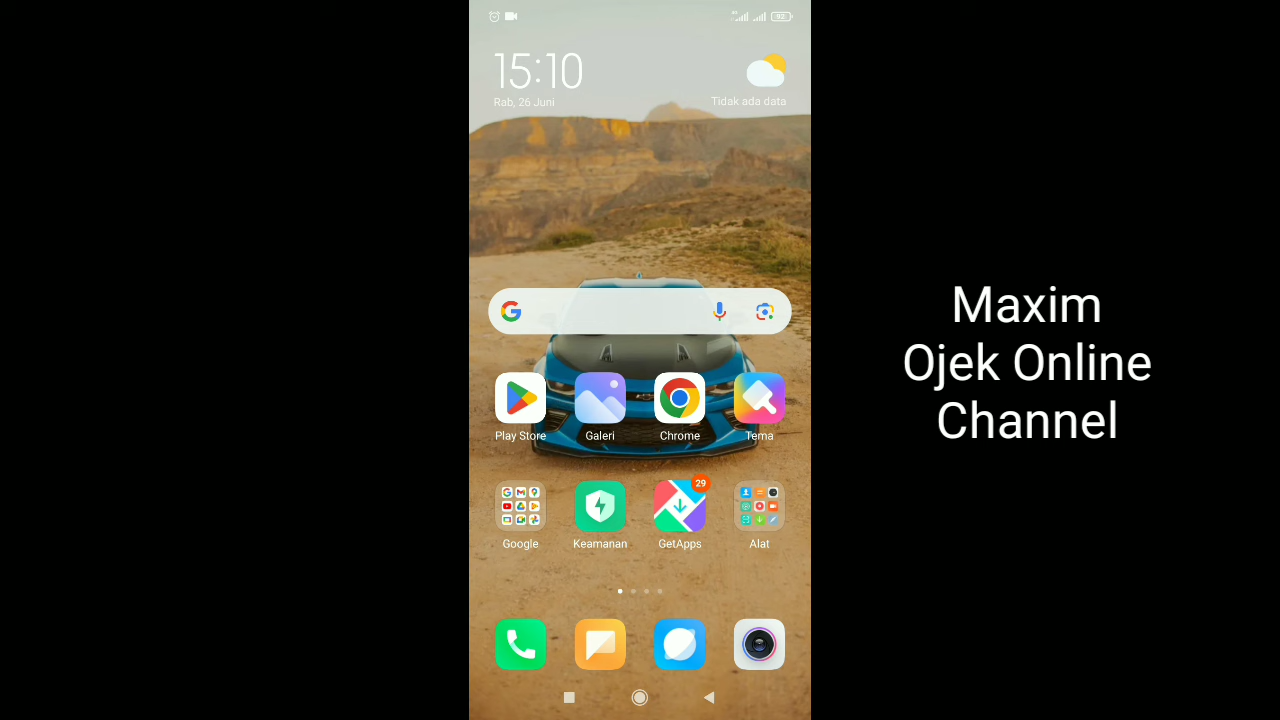 15:10
Rab, 26 Juni
Tidak ada data
Play Store
Galeri
Chrome
Tema
29
Google
Keamanan
GetApps
Alat
Maxim
Ojek Online
Channel